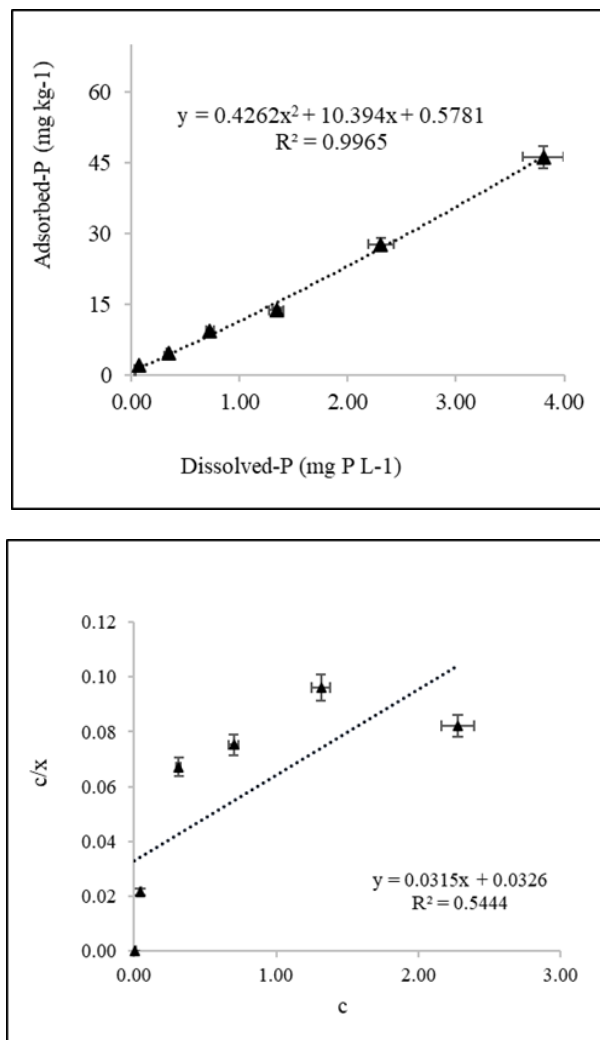 60
45
30
15
0
Adsorbed-P (mg kg-1)
y = 0.4262x² + 10.394x + 0.5781
R² = 0.9965
0.00 1.00 2.00 3.00 4.00
Dissolved-P (mg P L-1)
0.12
0.10
0.08
0.06
0.04
0.02
0.00
c/x
y = 0.0315x + 0.0326
R² = 0.5444
0.00 1.00 2.00 3.00
c